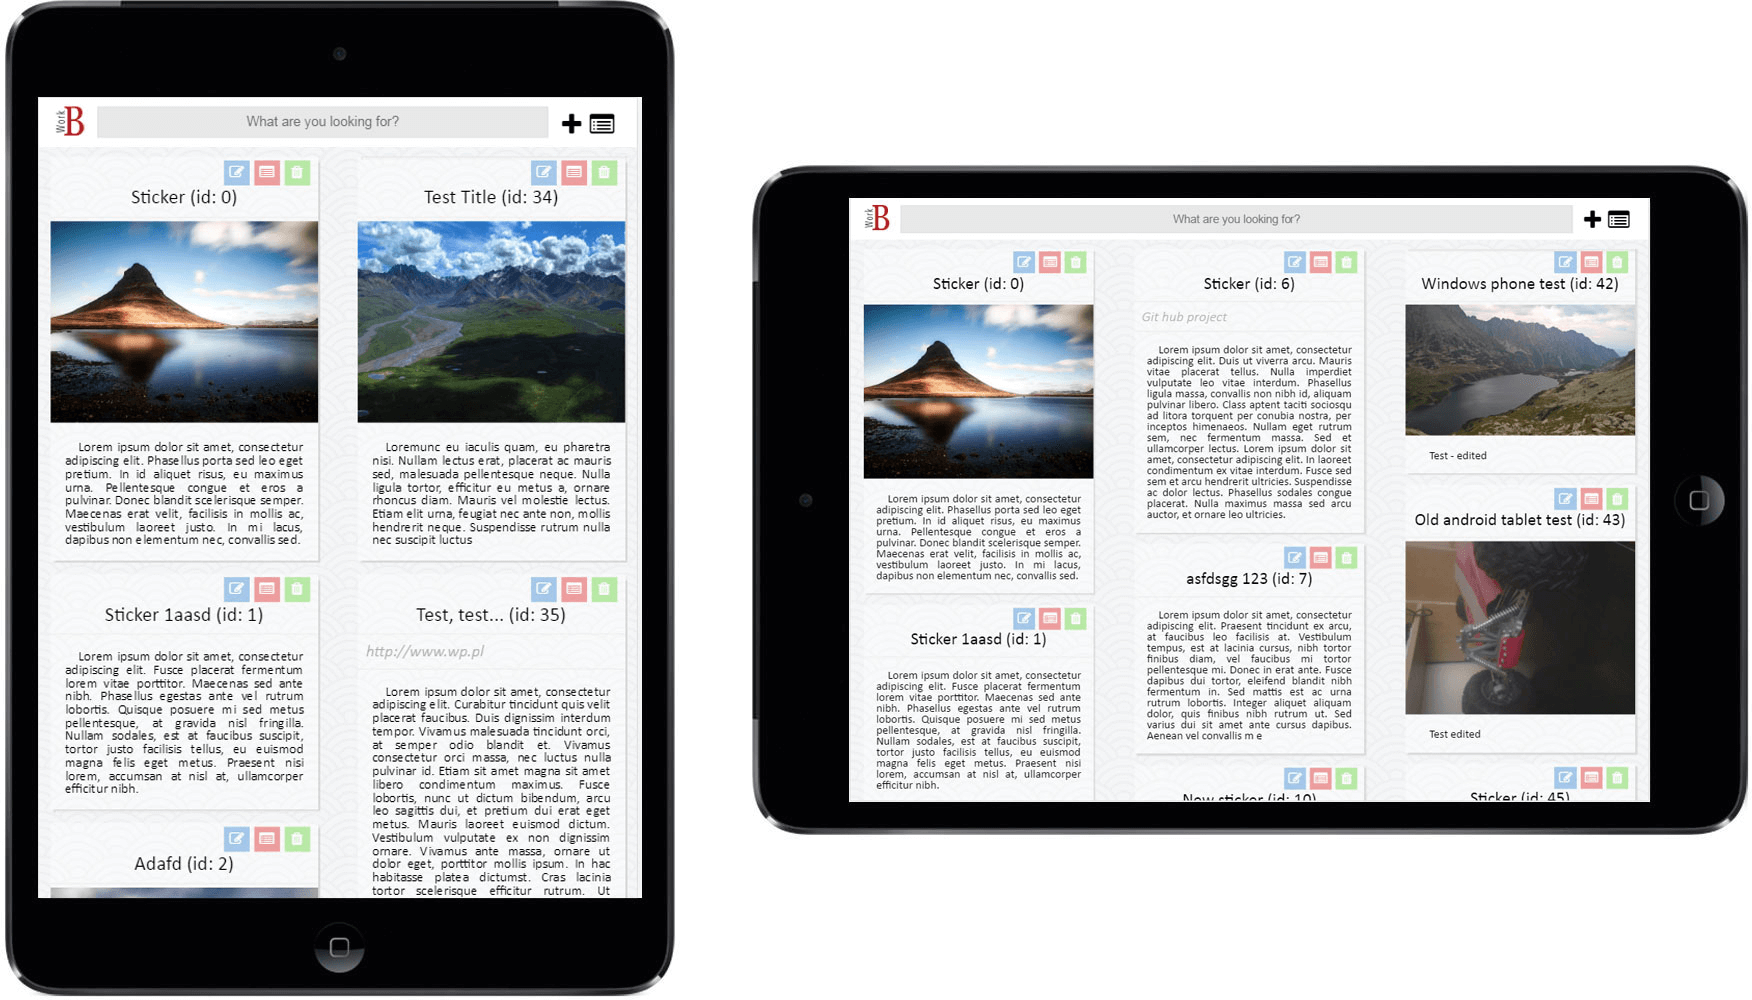 Work B
What are you looking for?
Sticker (id: 0)
Lorem ipsum dolor sit amet, consectetur
adipiscing elit. Phasellus porta sed leo eget
pretium. In id aliquet risus, eu maximus
urna. Pellentesque congue et eros a
pulvinar. Donec blandit scelerisque semper.
Maecenas erat velit, facilisis in mollis ac,
vestibulum laoreet justo. In mi lacus,
dapibus non elementum nec, convallis sed.
Sticker 1aasd (id: 1)
Lorem ipsum dolor sit amet, consectetur
adipiscing elit. Fusce placerat fermentum
lorem vitae porttitor. Maecenas sed ante
nibh. Phasellus egestas ante vel rutrum
lobortis. Quisque posuere mi sed metus
pellentesque, at gravida nisl fringilla.
Nullam sodales, est at faucibus suscipit,
tortor justo facilisis tellus, eu euismod
magna felis eget metus. Praesent nisi
lorem, accumsan at nisl at, ullamcorper
efficitur nibh.
Adafd (id: 2)
Test Title (id: 34)
Loremunc eu iaculis quam, eu pharetra
nisi. Nullam lectus erat, placerat ac mauris
sed, malesuada pellentesque neque. Nulla
ligula tortor, efficitur eu metus a, ornare
rhoncus diam. Mauris vel molestie lectus.
Etiam elit urna, feugiat nec ante non, mollis
hendrerit neque. Suspendisse rutrum nulla
nec suscipit luctus
Test, test... (id: 35)
http://www.wp.pl
Lorem ipsum dolor sit amet, consectetur
adipiscing elit. Curabitur tincidunt quis velit
placerat faucibus. Duis dignissim interdum
tempor. Vivamus malesuada tincidunt orci,
at semper odio blandit et. Vivamus
consectetur orci massa, nec luctus nulla
pulvinar id. Etiam sit amet magna sit amet
libero condimentum maximus. Fusce
lobortis, nunc ut dictum bibendum, arcu
leo sagittis dui, et pretium dui erat eget
metus. Mauris laoreet euismod dictum.
Vestibulum vulputate ex non dignissim
ornare. Vivamus ante massa, ornare ut
dolor eget, porttitor mollis ipsum. In hac
habitasse platea dictumst. Cras lacinia
tortor scelerisque efficitur rutrum. Ut
Work B
What are you looking for?
Sticker (id: 0)
Lorem ipsum dolor sit amet, consectetur
adipiscing elit. Phasellus porta sed leo eget
pretium. In id aliquet risus, eu maximus
urna. Pellentesque congue et eros a
pulvinar. Donec blandit scelerisque semper.
Maecenas erat velit, facilisis in mollis ac,
vestibulum laoreet justo. In mi lacus,
dapibus non elementum nec, convallis sed.
Sticker 1aasd (id: 1)
Lorem ipsum dolor sit amet, consectetur
adipiscing elit. Fusce placerat fermentum
lorem vitae porttitor. Maecenas sed ante
nibh. Phasellus egestas ante vel rutrum
lobortis. Quisque posuere mi sed metus
pellentesque, at gravida nisl fringilla.
Nullam sodales, est at faucibus suscipit,
tortor justo facilisis tellus, eu euismod
magna felis eget metus. Praesent nisi
lorem, accumsan at nisl at, ullamcorper
efficitur nibh.
Sticker (id: 6)
Git hub project
Lorem ipsum dolor sit amet, consectetur
adipiscing elit. Duis ut viverra arcu. Mauris
vitae placerat tellus. Nulla imperdiet
vulputate leo vitae interdum. Phasellus
ligula massa, convallis non nibh id, aliquam
pulvinar libero. Class aptent taciti sociosqu
ad litora torquent per conubia nostra, per
inceptos himenaeos. Nullam eget rutrum
sem, nec fermentum massa. Sed et
ullamcorper lectus. Lorem ipsum dolor sit
amet, consectetur adipiscing elit. In laoreet
condimentum ex vitae interdum. Fusce sed
sem et arcu hendrerit ultricies. Suspendisse
ac dolor lectus. Phasellus sodales congue
placerat. Nulla maximus massa sed arcu
auctor, et ornare leo ultricies.
asfdsgg 123 (id: 7)
Lorem ipsum dolor sit amet, consectetur
adipiscing elit. Praesent tincidunt ex arcu,
at faucibus leo facilisis at. Vestibulum
tempus, est at lacinia cursus, nibh tortor
finibus diam, vel faucibus mi tortor
pellentesque mi. Donec in erat ante. Fusce
dapibus dui tortor, eleifend blandit nibh
fermentum in. Sed mattis est ac urna
rutrum lobortis. Integer aliquet aliquam
dolor, quis finibus nibh rutrum ut. Sed
varius dui sit amet ante cursus dapibus.
Aenean vel convallis m e
New sticker (id: 10)
Windows phone test (id: 42)
Test - edited
Old android tablet test (id: 43)
Test edited
Sticker (id: 45)